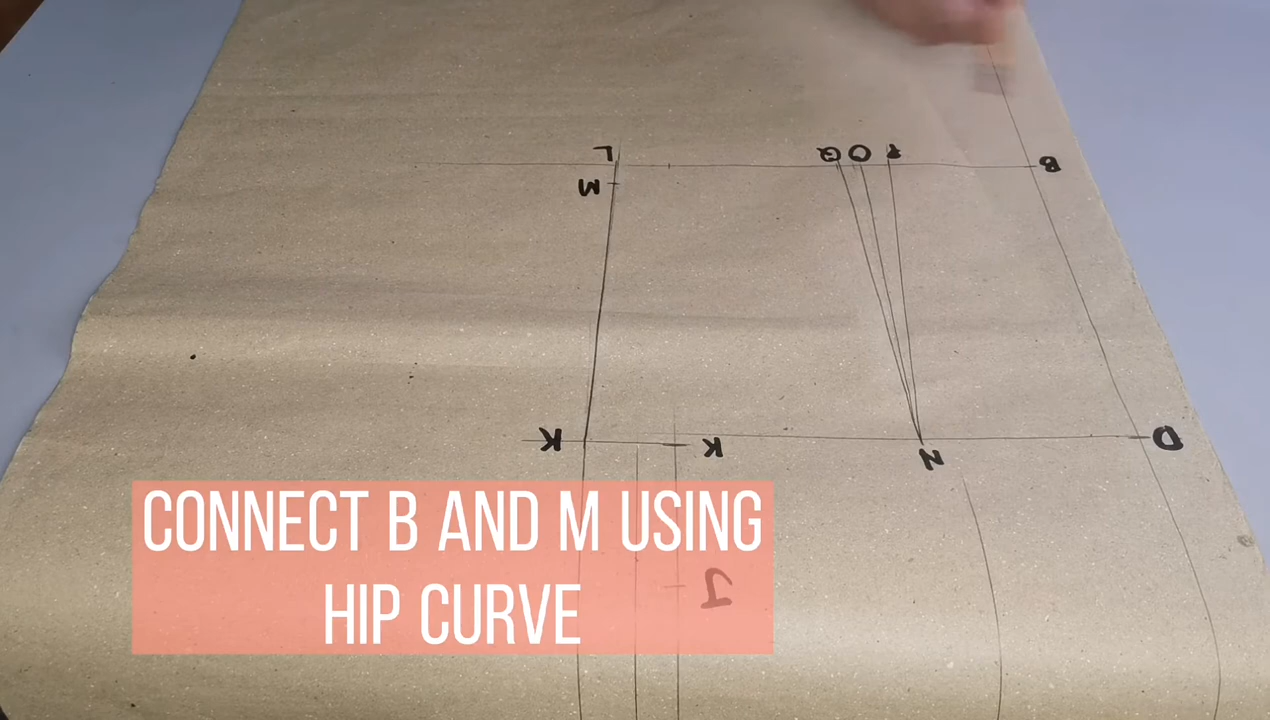 L Q O P B
M
K K N D
CONNECT B AND M USING
HIP CURVE
J